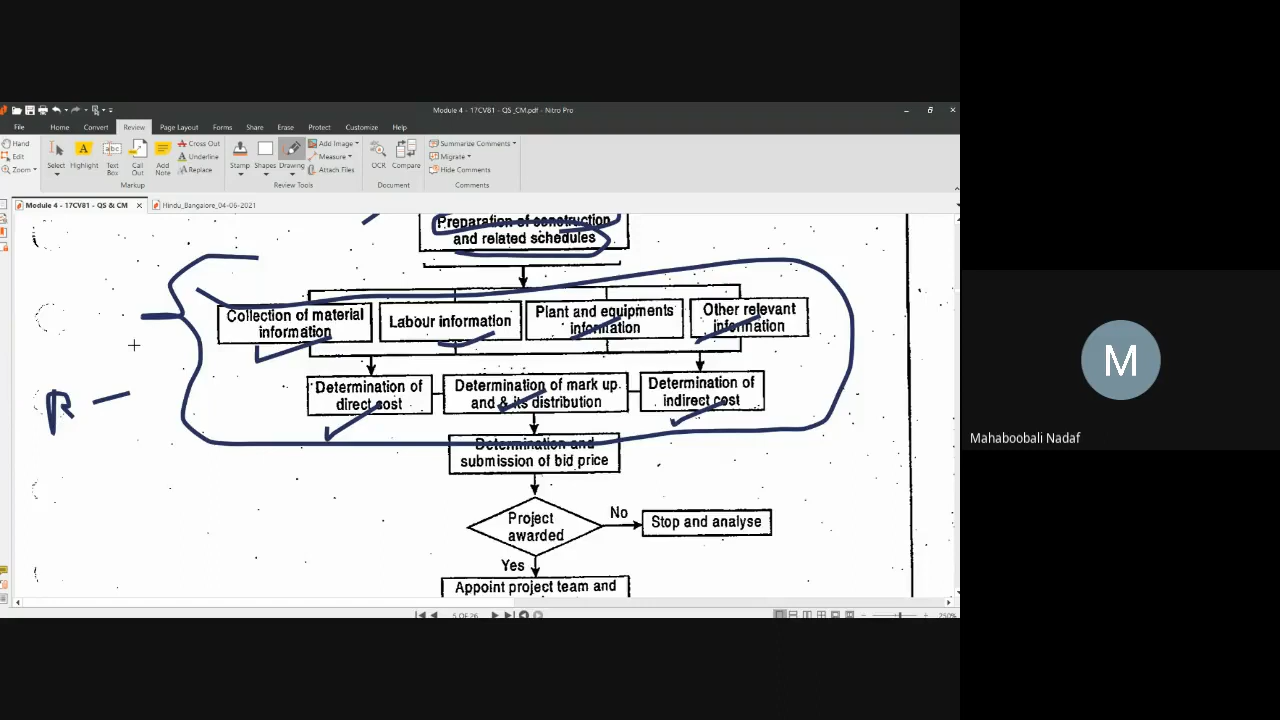 Module 4 - 17CV81 - QS_CM.pdf - Nitro Pro
File Home Convert Review Page Layout Forms Share Erase Protect Customize Help
Hand
Edit
Zoom
Select
Highlight
Text Box
Call Out
Add Note
Cross Out
Underline
Replace
Markup
Stamp
Shapes
Drawing
Add Image
Measure
Attach Files
Review Tools
OCR
Compare
Document
Summarize Comments
Migrate
Hide Comments
Comments
Module 4 - 17CV81 - QS & CM
Hindu_Bangalore_04-06-2021
Preparation of construction
and related schedules
Collection of material
information
Labour information
Plant and equipments
information
Other relevant
information
Determination of
direct cost
Determination of mark up
and & its distribution
Determination of
indirect cost
Determination and
submission of bid price
Project
awarded
No
Stop and analyse
Yes
Appoint project team and
5 OF 26
250%
M
Mahaboobali Nadaf